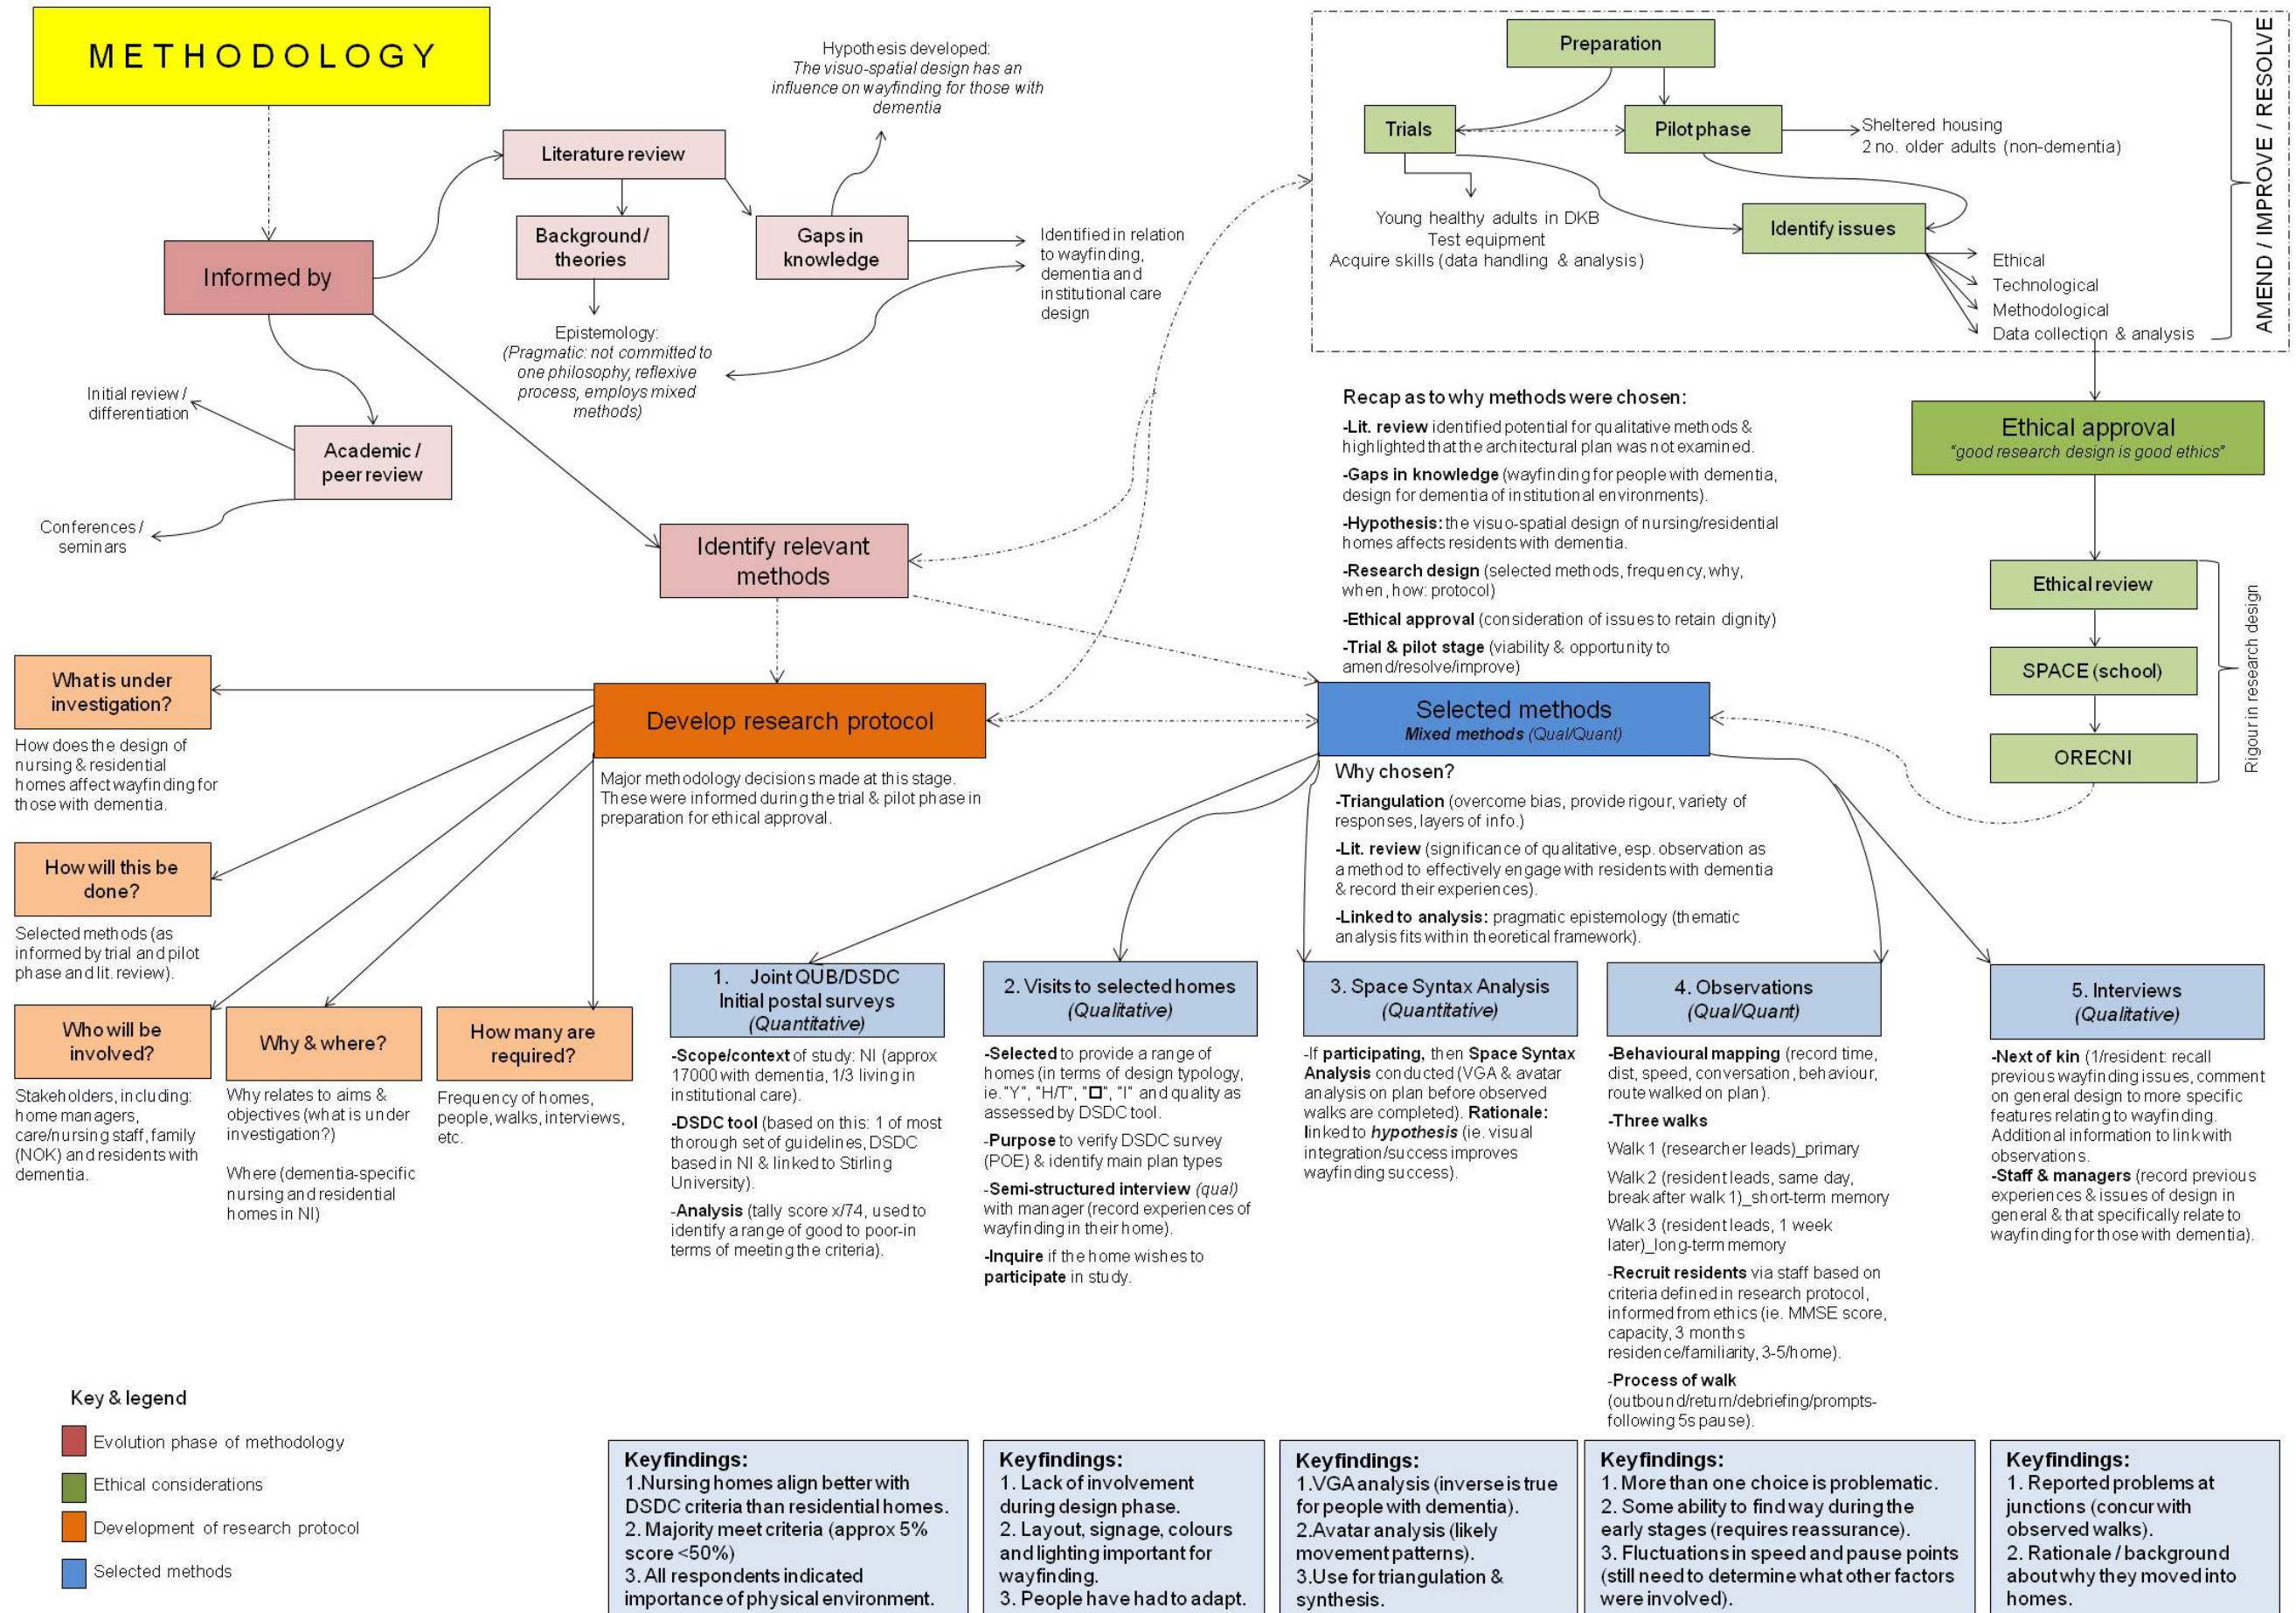 METHODOLOGY
Hypothesis developed:
The visuo-spatial design has an
influence on wayfinding for those with
dementia
Literature review
Informed by
Background/
theories
Gaps in
knowledge
Identified in relation
to wayfinding,
dementia and
institutional care
design
Epistemology:
(Pragmatic: not committed to
one philosophy, reflexive
process, employs mixed
methods)
Initial review /
differentiation
Academic /
peer review
Conferences /
seminars
Identify relevant
methods
Preparation
Trials
Pilot phase
Sheltered housing
2 no. older adults (non-dementia)
Young healthy adults in DKB
Test equipment
Acquire skills (data handling & analysis)
Identify issues
Ethical
Technological
Methodological
Data collection & analysis
AMEND / IMPROVE / RESOLVE
Ethical approval
"good research design is good ethics"
Ethical review
SPACE (school)
ORECNI
Rigour in research design
Recap as to why methods were chosen:
-Lit. review identified potential for qualitative methods &
highlighted that the architectural plan was not examined.
-Gaps in knowledge (wayfinding for people with dementia,
design for dementia of institutional environments).
-Hypothesis: the visuo-spatial design of nursing/residential
homes affects residents with dementia.
-Research design (selected methods, frequency, why,
when, how: protocol)
-Ethical approval (consideration of issues to retain dignity)
-Trial & pilot stage (viability & opportunity to
amend/resolve/improve)
Develop research protocol
Major methodology decisions made at this stage.
These were informed during the trial & pilot phase in
preparation for ethical approval.
What is under
investigation?
How does the design of
nursing & residential
homes affect wayfinding for
those with dementia.
How will this be
done?
Selected methods (as
informed by trial and pilot
phase and lit. review).
Who will be
involved?
Stakeholders, including:
home managers,
care/nursing staff, family
(NOK) and residents with
dementia.
Why & where?
Why relates to aims &
objectives (what is under
investigation?)
Where (dementia-specific
nursing and residential
homes in NI)
How many are
required?
Frequency of homes,
people, walks, interviews,
etc.
Selected methods
Mixed methods (Qual/Quant)
Why chosen?
-Triangulation (overcome bias, provide rigour, variety of
responses, layers of info.)
-Lit. review (significance of qualitative, esp. observation as
a method to effectively engage with residents with dementia
& record their experiences).
-Linked to analysis: pragmatic epistemology (thematic
analysis fits within theoretical framework).
1. Joint QUB/DSDC
Initial postal surveys
(Quantitative)
-Scope/context of study: NI (approx
17000 with dementia, 1/3 living in
institutional care).
-DSDC tool (based on this: 1 of most
thorough set of guidelines, DSDC
based in NI & linked to Stirling
University).
-Analysis (tally score x/74, used to
identify a range of good to poor-in
terms of meeting the criteria).
2. Visits to selected homes
(Qualitative)
-Selected to provide a range of
homes (in terms of design typology,
ie."Y", "H/T", "□", "I" and quality as
assessed by DSDC tool.
-Purpose to verify DSDC survey
(POE) & identify main plan types
-Semi-structured interview (qual)
with manager (record experiences of
wayfinding in their home).
-Inquire if the home wishes to
participate in study.
3. Space Syntax Analysis
(Quantitative)
-If participating, then Space Syntax
Analysis conducted (VGA & avatar
analysis on plan before observed
walks are completed). Rationale:
linked to hypothesis (ie. visual
integration/success improves
wayfinding success).
4. Observations
(Qual/Quant)
-Behavioural mapping (record time,
dist, speed, conversation, behaviour,
route walked on plan).
-Three walks
Walk 1 (researcher leads)_primary
Walk 2 (resident leads, same day,
break after walk 1)_short-term memory
Walk 3 (resident leads, 1 week
later)_long-term memory
-Recruit residents via staff based on
criteria defined in research protocol,
informed from ethics (ie. MMSE score,
capacity, 3 months
residence/familiarity, 3-5/home).
-Process of walk
(outbound/return/debriefing/prompts-
following 5s pause).
5. Interviews
(Qualitative)
-Next of kin (1/resident: recall
previous wayfinding issues, comment
on general design to more specific
features relating to wayfinding.
Additional information to link with
observations.
-Staff & managers (record previous
experiences & issues of design in
general & that specifically relate to
wayfinding for those with dementia).
Key & legend
Evolution phase of methodology
Ethical considerations
Development of research protocol
Selected methods
Key findings:
1.Nursing homes align better with
DSDC criteria than residential homes.
2. Majority meet criteria (approx 5%
score <50%)
3. All respondents indicated
importance of physical environment.
Key findings:
1. Lack of involvement
during design phase.
2. Layout, signage, colours
and lighting important for
wayfinding.
3. People have had to adapt.
Key findings:
1.VGA analysis (inverse is true
for people with dementia).
2.Avatar analysis (likely
movement patterns).
3.Use for triangulation &
synthesis.
Key findings:
1. More than one choice is problematic.
2. Some ability to find way during the
early stages (requires reassurance).
3. Fluctuations in speed and pause points
(still need to determine what other factors
were involved).
Key findings:
1. Reported problems at
junctions (concur with
observed walks).
2. Rationale / background
about why they moved into
homes.